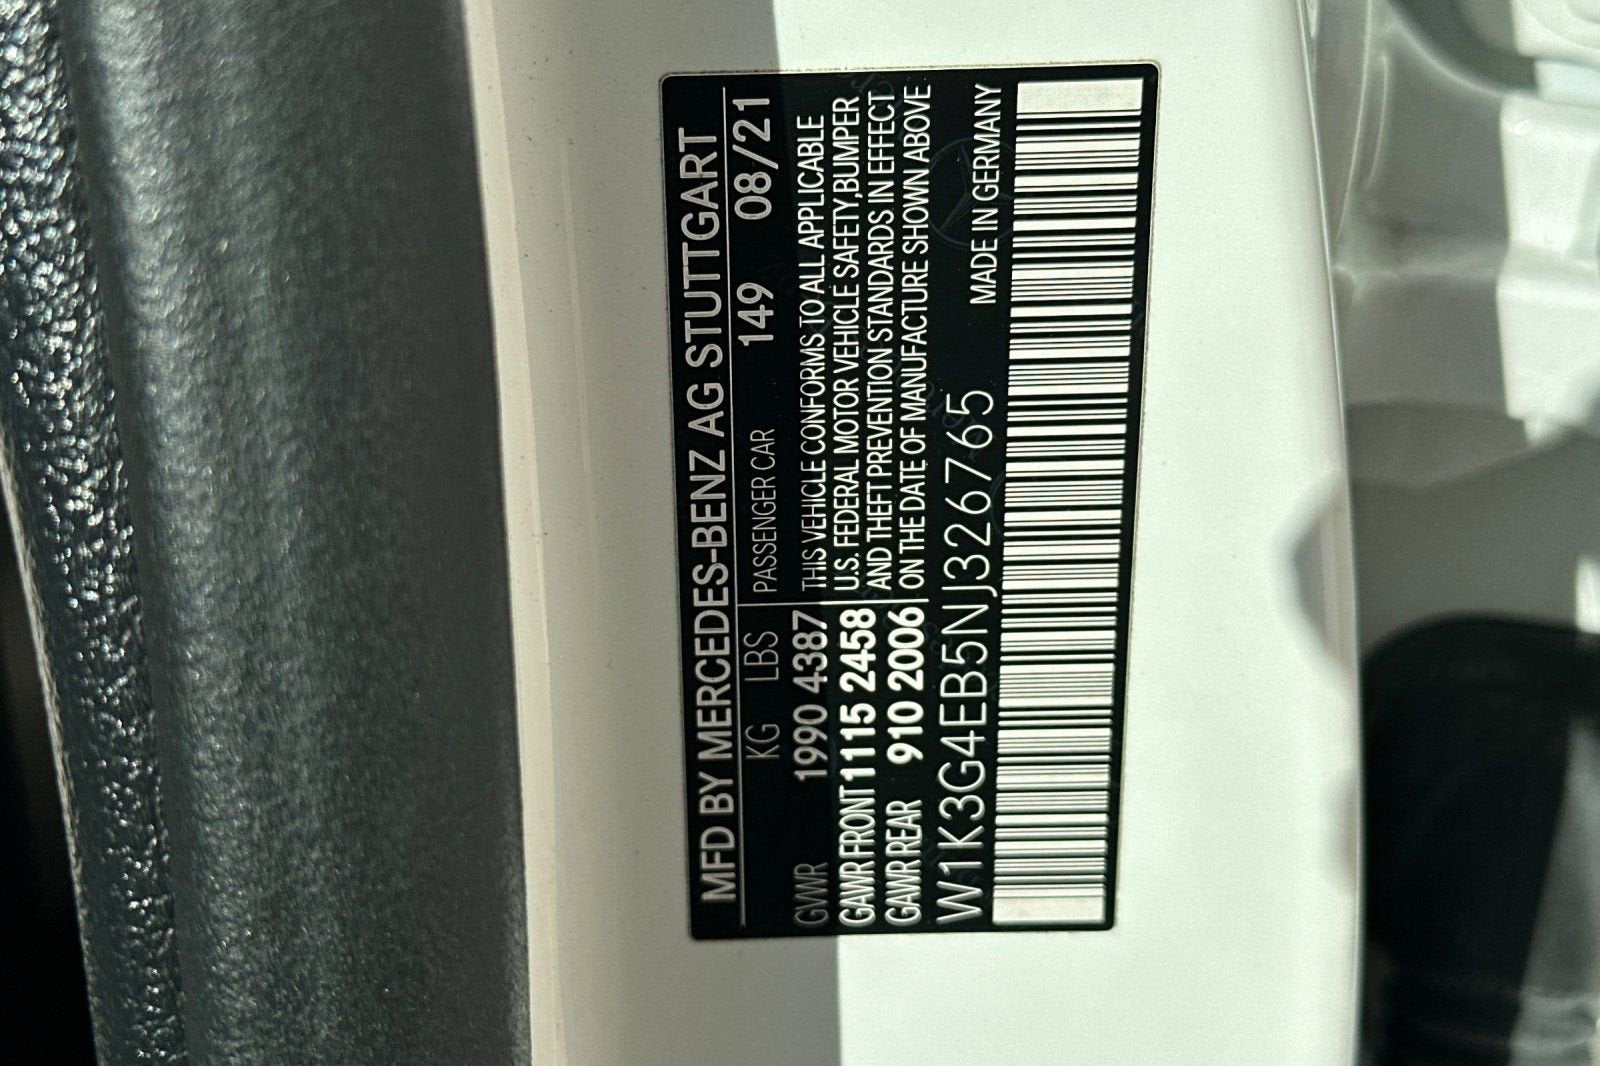 MFD BY MERCEDES-BENZ AG STUTTGART
KG LBS PASSENGER CAR 149 08/21
GWR 1990 4387 THIS VEHICLE CONFORMS TO ALL APPLICABLE
GAWR FRONT 1115 2458 U.S. FEDERAL MOTOR VEHICLE SAFETY,BUMPER
AND THEFT PREVENTION STANDARDS IN EFFECT
GAWR REAR 910 2006 ON THE DATE OF MANUFACTURE SHOWN ABOVE
W1K3G4EB5NJ326765 MADE IN GERMANY